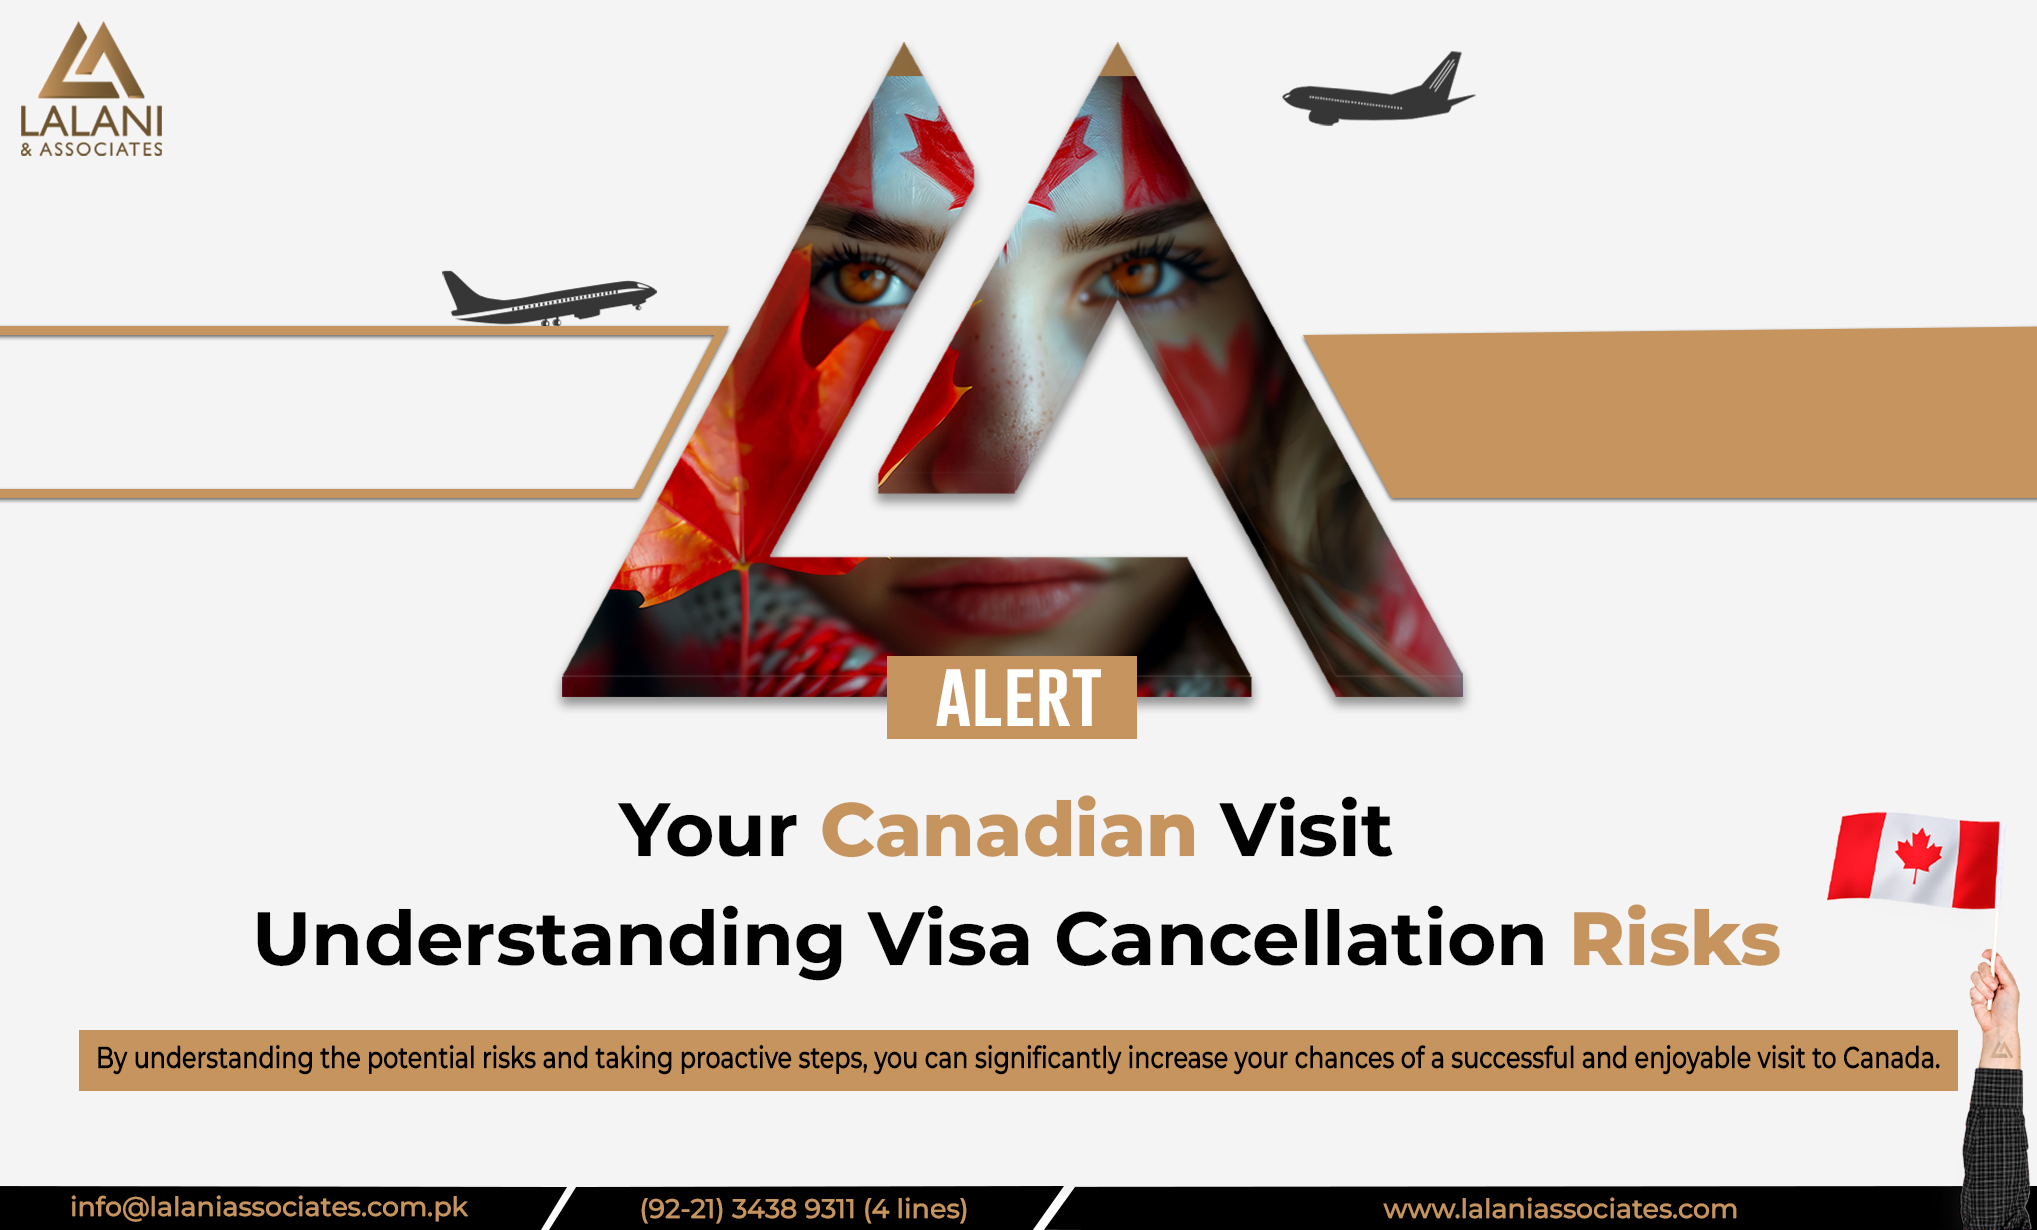 LALANI
& ASSOCIATES
ALERT
Your Canadian Visit
Understanding Visa Cancellation Risks
By understanding the potential risks and taking proactive steps, you can significantly increase your chances of a successful and enjoyable visit to Canada.
info@lalaniassociates.com.pk
(92-21) 3438 9311 (4 lines)
www.lalaniassociates.com